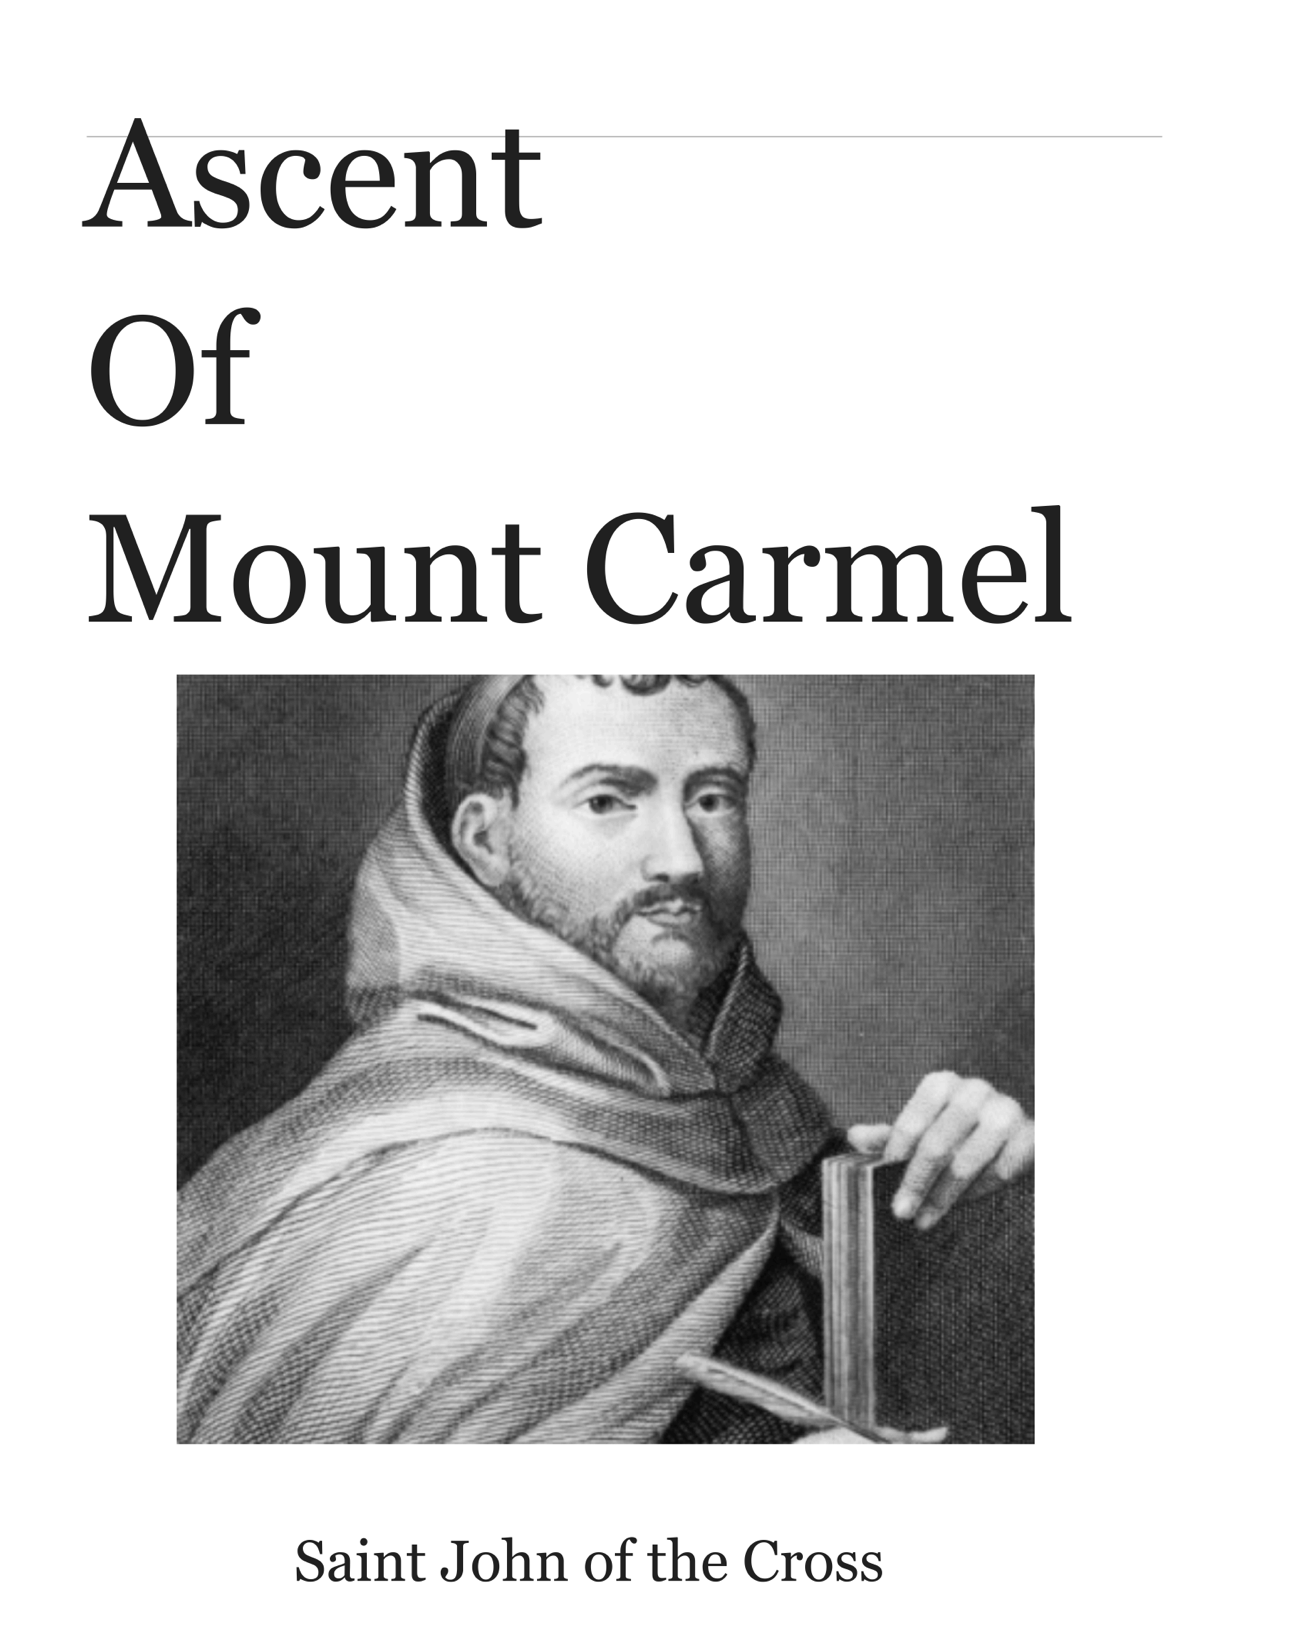 Ascent
Of
Mount Carmel
Saint John of the Cross